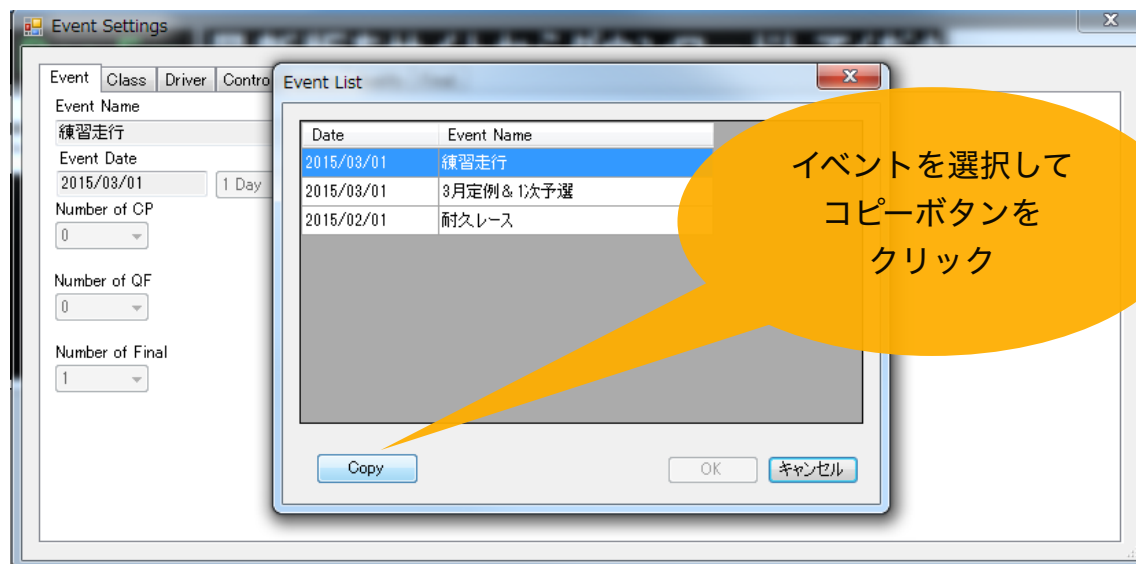 Event Settings
Event Class Driver Contro
Event Name
練習走行
Event Date
2015/03/01 1 Day
Number of CP
0
Number of QF
0
Number of Final
1
Event List
Date Event Name
2015/03/01 練習走行
2015/03/01 3月定例& 1次予選
2015/02/01 耐久レース
Copy OK キャンセル
イベントを選択して
コピーボタンを
クリック